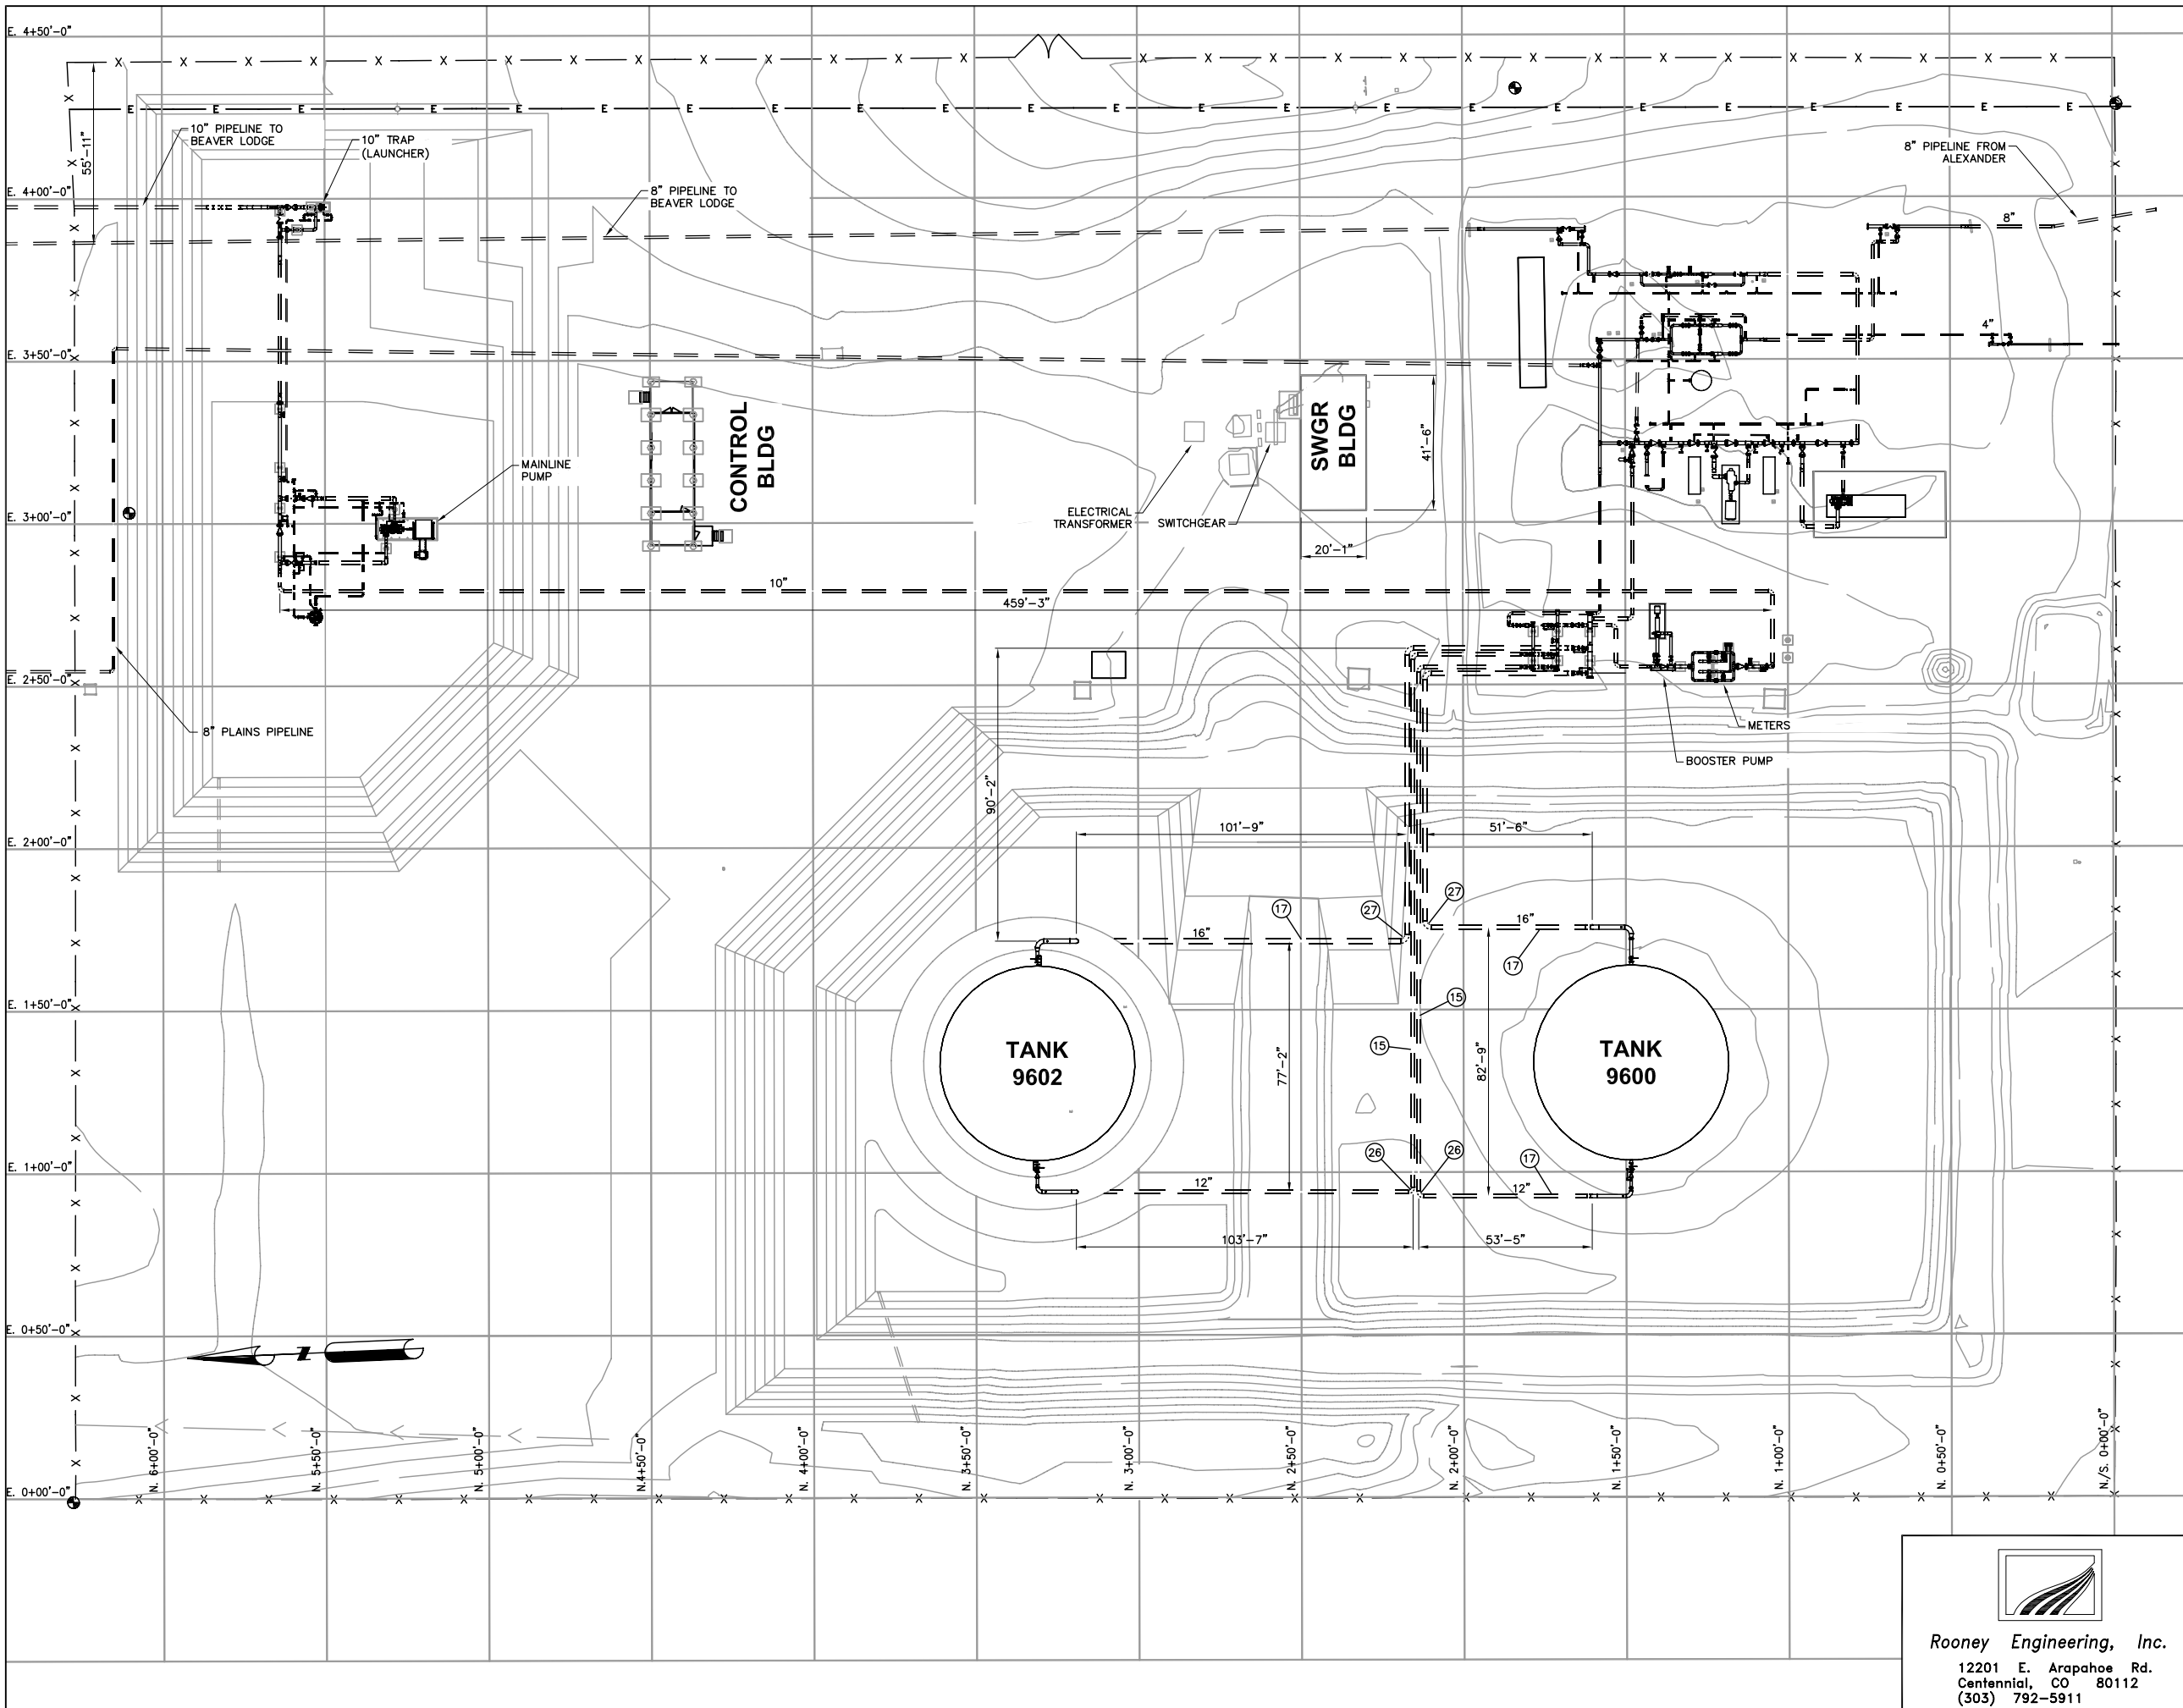 E. 4+50'-0"
10" PIPELINE TO
BEAVER LODGE
10" TRAP
(LAUNCHER)
55'-11"
8" PIPELINE FROM
ALEXANDER
E. 4+00'-0"
8" PIPELINE TO
BEAVER LODGE
8"
4"
E. 3+50'-0"
CONTROL
BLDG
SWGR
BLDG
41'-6"
MAINLINE
PUMP
ELECTRICAL
TRANSFORMER
SWITCHGEAR
E. 3+00'-0"
20'-1"
10"
459'-3"
E. 2+50'-0"
8" PLAINS PIPELINE
METERS
BOOSTER PUMP
90'-2"
101'-9"
51'-6"
E. 2+00'-0"
27
17
27
16"
16"
17
E. 1+50'-0"
15
15
TANK
9602
TANK
9600
77'-2"
82'-9"
E. 1+00'-0"
26
26
17
12"
12"
103'-7"
53'-5"
E. 0+50'-0"
N
N. 6+00'-0"
N. 5+50'-0"
N. 5+00'-0"
N.4+50'-0"
N. 4+00'-0"
N. 3+50'-0"
N. 3+00'-0"
N. 2+50'-0"
N. 2+00'-0"
N. 1+50'-0"
N. 1+00'-0"
N. 0+50'-0"
N./S. 0+00'-0"
E. 0+00'-0"
Rooney Engineering, Inc.
12201 E. Arapahoe Rd.
Centennial, CO 80112
(303) 792-5911